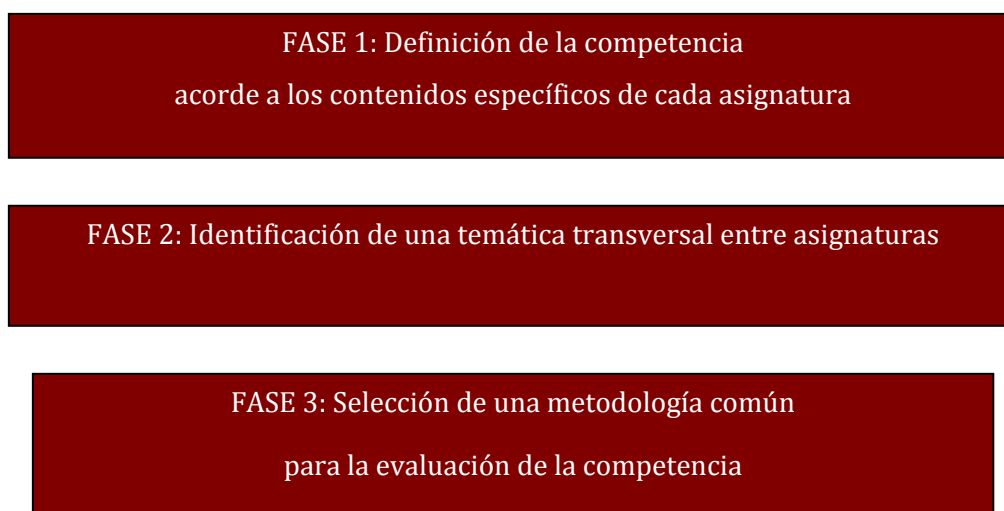 FASE 1: Definición de la competencia
acorde a los contenidos específicos de cada asignatura
FASE 2: Identificación de una temática transversal entre asignaturas
FASE 3: Selección de una metodología común
para la evaluación de la competencia